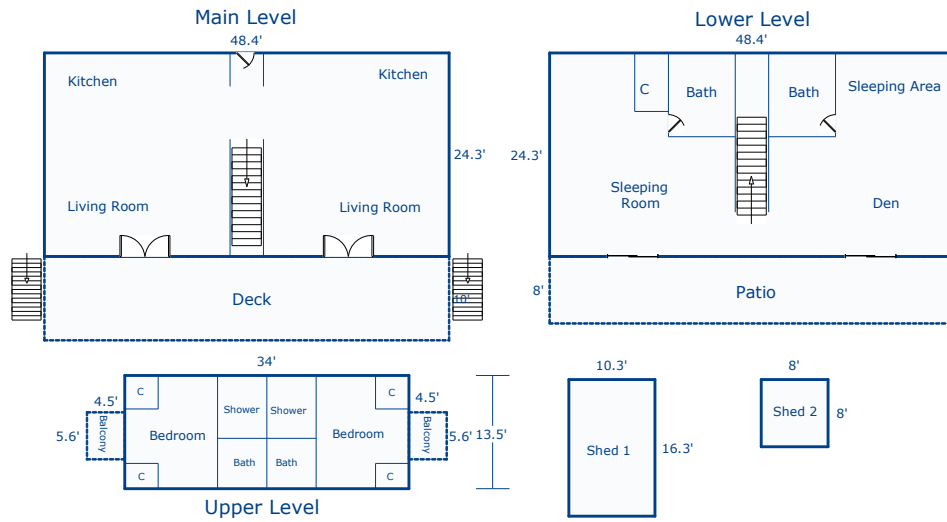 Main Level
48.4'
Kitchen
Kitchen
24.3'
Living Room
Living Room
Deck
10'
Lower Level
48.4'
C
Bath
Bath
Sleeping Area
24.3'
Sleeping
Room
Den
8'
Patio
34'
C
C
4.5'
4.5'
Shower
Shower
5.6'
Balcony
Bedroom
Bedroom
Balcony
5.6'
13.5'
Bath
Bath
C
C
Upper Level
10.3'
Shed 1
16.3'
8'
Shed 2
8'